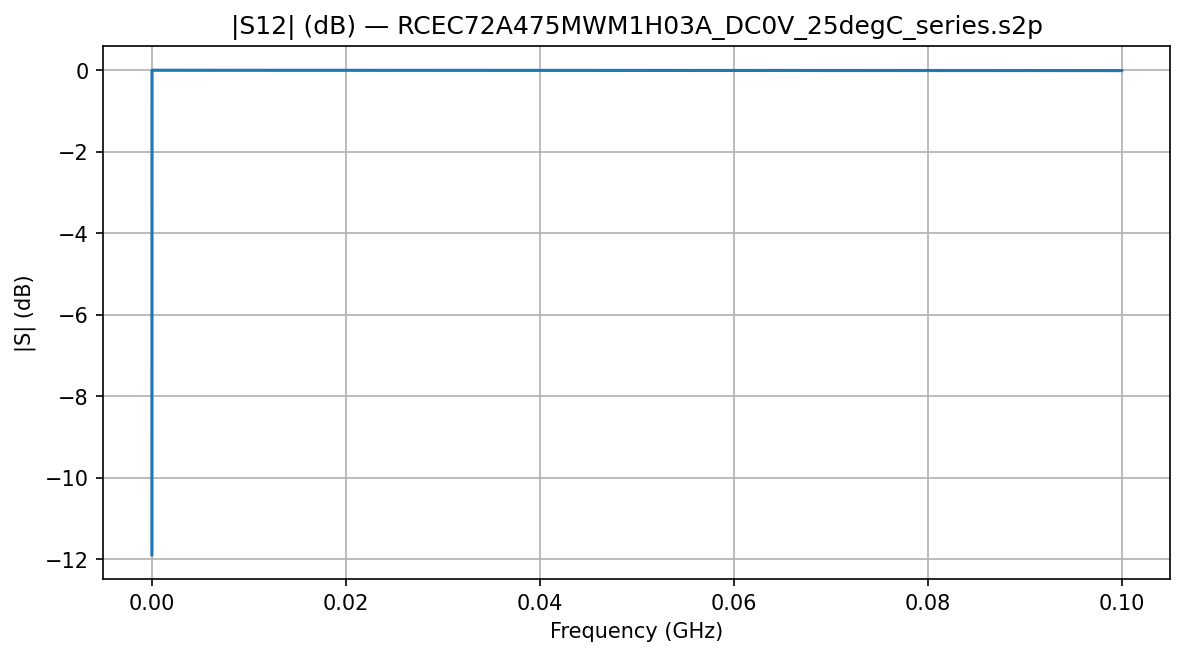 |S12| (dB) — RCEC72A475MWM1H03A_DC0V_25degC_series.s2p
|S| (dB)
0
−2
−4
−6
−8
−10
−12
0.00 0.02 0.04 0.06 0.08 0.10
Frequency (GHz)